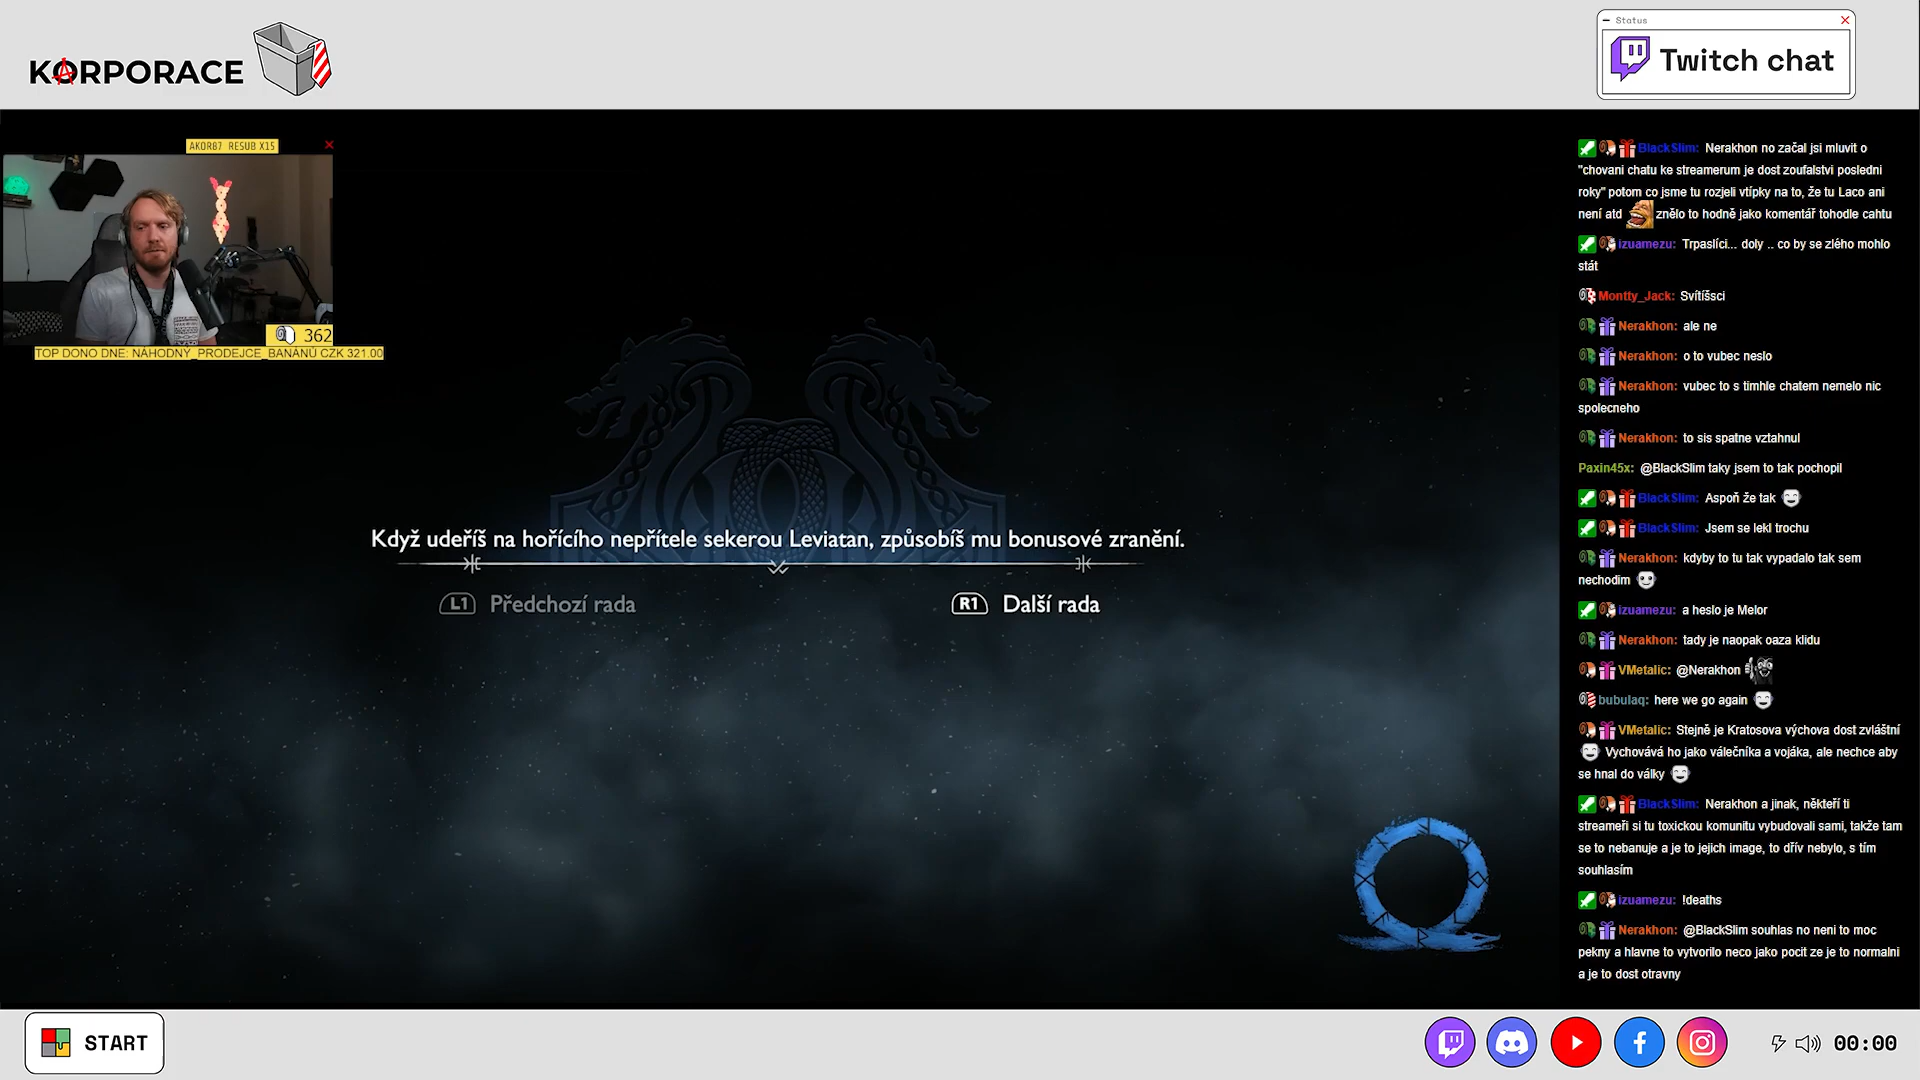 KORPORACE
Status
Twitch chat
AKOR87 RESUB X15
362
TOP DONO DNE: NAHODNY_PRODEJCE_BANÁNŮ CZK 321.00
Když udeříš na hořícího nepřítele sekerou Leviatan, způsobíš mu bonusové zranění.
L1 Předchozí rada
R1 Další rada
BlackSlim: Nerakhon no začal jsi mluvit o
"chovani chatu ke streamerum je dost zoufalstvi posledni
roky" potom co jsme tu rozjeli vtípky na to, že tu Laco ani
není atd znělo to hodně jako komentář tohodle cahtu
izuamezu: Trpaslíci... doly .. co by se zlého mohlo
stát
Montty_Jack: Svítíšsci
Nerakhon: ale ne
Nerakhon: o to vubec neslo
Nerakhon: vubec to s timhle chatem nemelo nic
spolecneho
Nerakhon: to sis spatne vztahnul
Paxin45x: @BlackSlim taky jsem to tak pochopil
BlackSlim: Aspoň že tak
BlackSlim: Jsem se lekl trochu
Nerakhon: kdyby to tu tak vypadalo tak sem
nechodim
izuamezu: a heslo je Melor
Nerakhon: tady je naopak oaza klidu
VMetalic: @Nerakhon
bubulaq: here we go again
VMetalic: Stejně je Kratosova výchova dost zvláštní
Vychovává ho jako válečníka a vojáka, ale nechce aby
se hnal do války
BlackSlim: Nerakhon a jinak, někteří ti
streameři si tu toxickou komunitu vybudovali sami, takže tam
se to nebanuje a je to jejich image, to dřív nebylo, s tím
souhlasím
izuamezu: !deaths
Nerakhon: @BlackSlim souhlas no neni to moc
pekny a hlavne to vytvorilo neco jako pocit ze je to normalni
a je to dost otravny
START
00:00